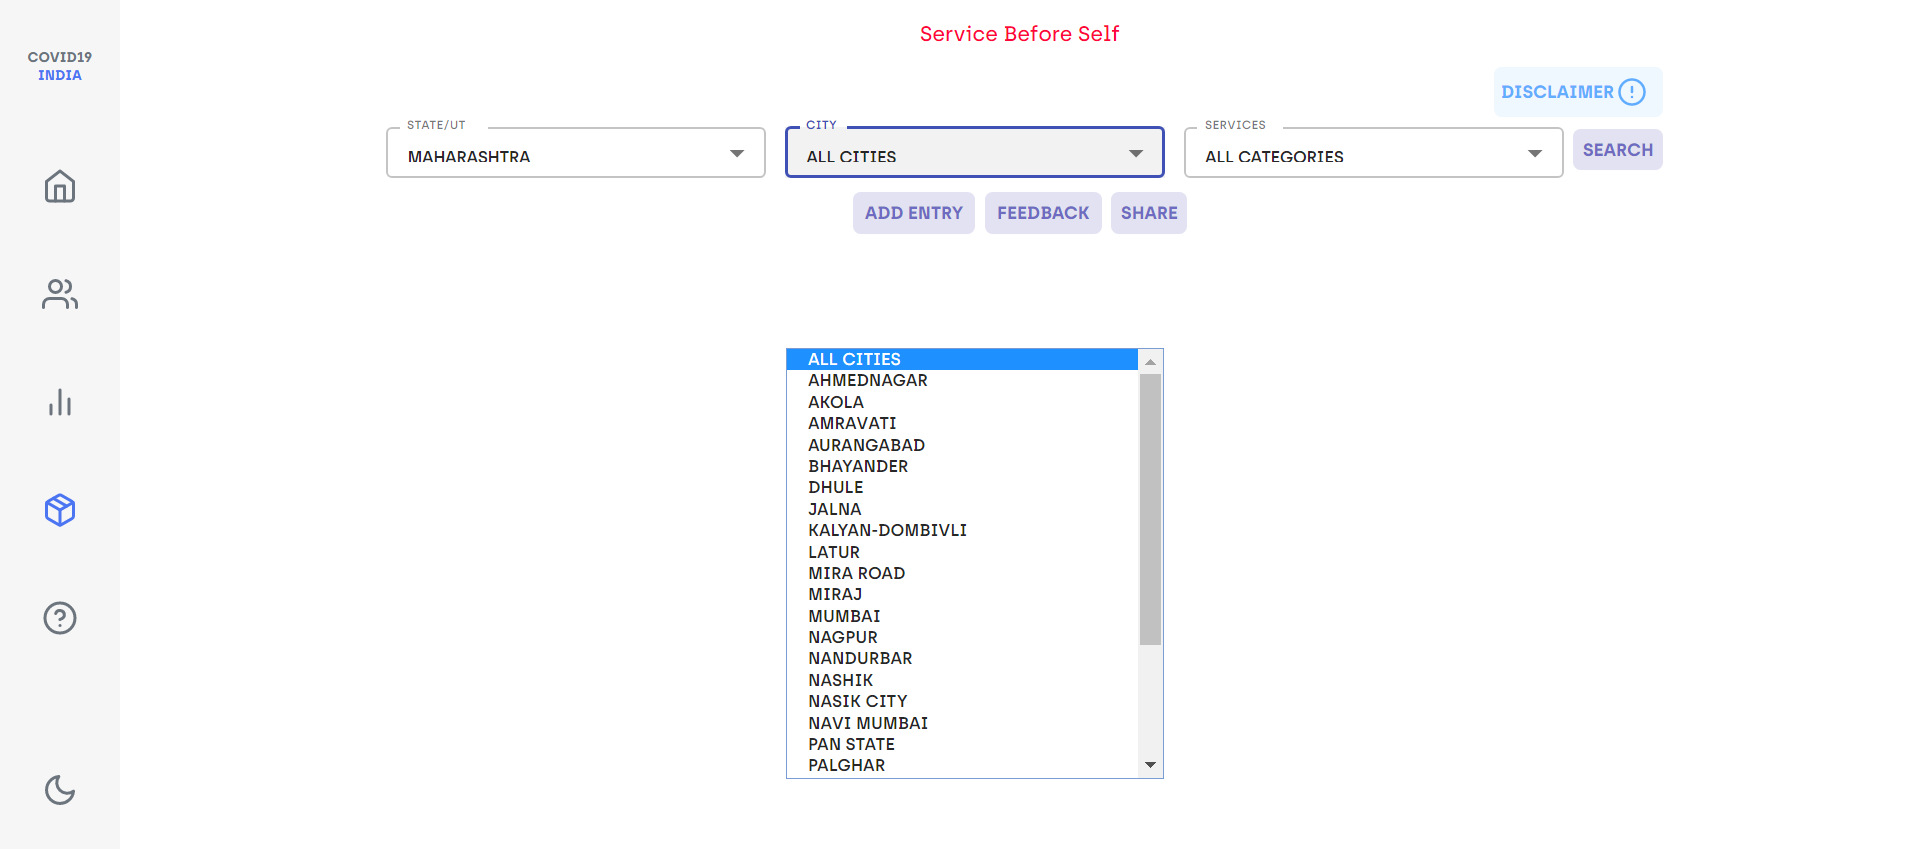 COVID19
INDIA
Service Before Self
DISCLAIMER
STATE/UT
MAHARASHTRA
CITY
ALL CITIES
SERVICES
ALL CATEGORIES
SEARCH
ADD ENTRY
FEEDBACK
SHARE
ALL CITIES
AHMEDNAGAR
AKOLA
AMRAVATI
AURANGABAD
BHAYANDER
DHULE
JALNA
KALYAN-DOMBIVLI
LATUR
MIRA ROAD
MIRAJ
MUMBAI
NAGPUR
NANDURBAR
NASHIK
NASIK CITY
NAVI MUMBAI
PAN STATE
PALGHAR